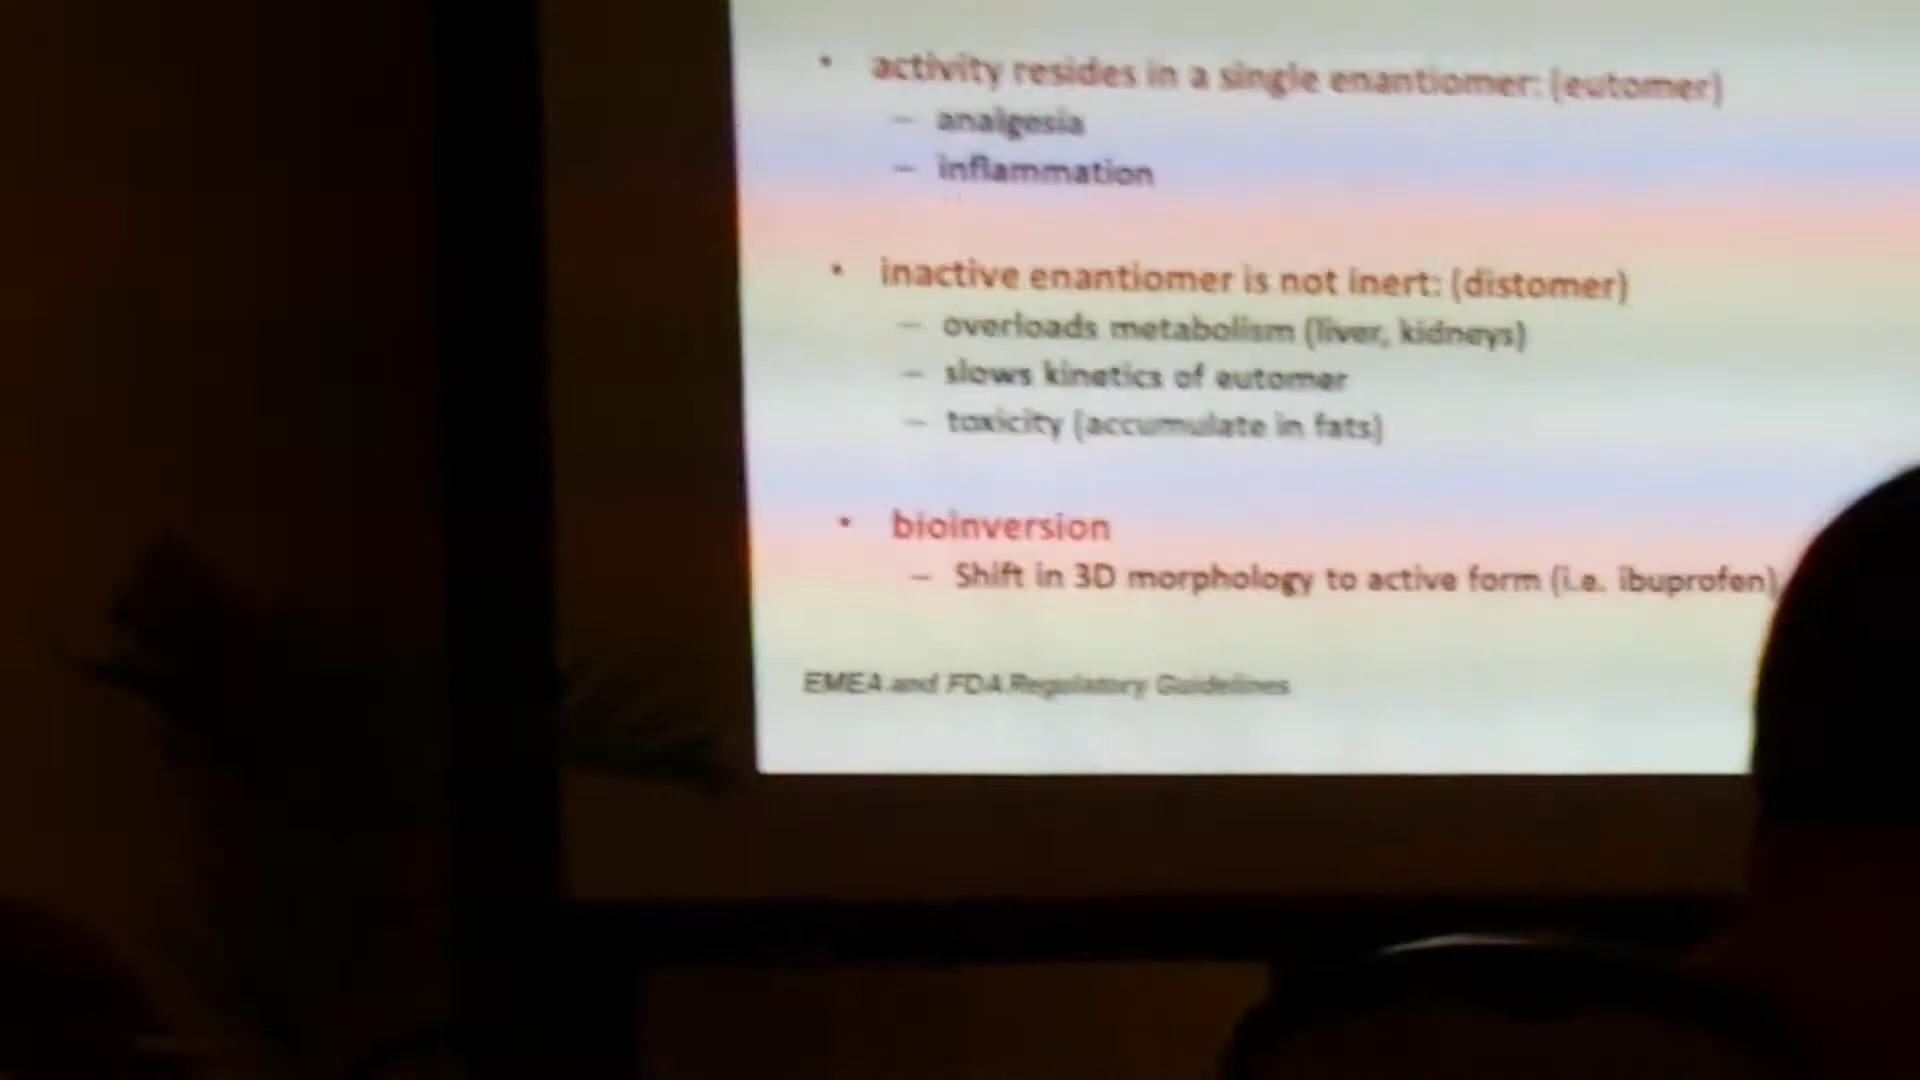 • activity resides in a single enantiomer: (eutomer)
– analgesia
– inflammation
• inactive enantiomer is not inert: (distomer)
– overloads metabolism (liver, kidneys)
– slows kinetics of eutomer
– toxicity (accumulate in fats)
• bioinversion
– Shift in 3D morphology to active form (i.e. ibuprofen)
EMEA and FDA Regulatory Guidelines